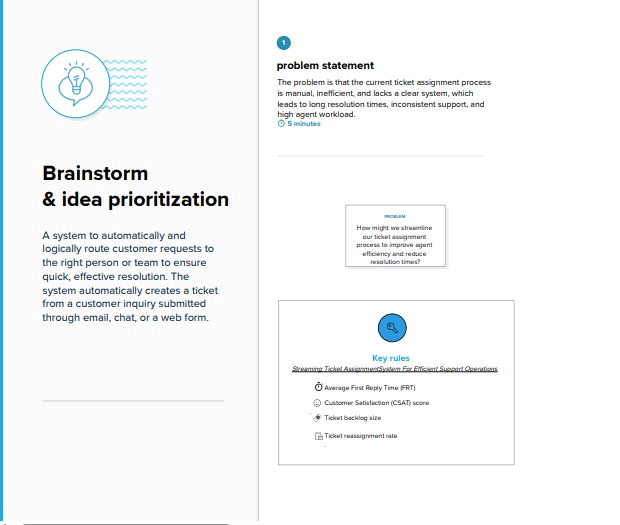 Brainstorm
& idea prioritization
A system to automatically and
logically route customer requests to
the right person or team to ensure
quick, effective resolution. The
system automatically creates a ticket
from a customer inquiry submitted
through email, chat, or a web form.
1
problem statement
The problem is that the current ticket assignment process
is manual, inefficient, and lacks a clear system, which
leads to long resolution times, inconsistent support, and
high agent workload.
5 minutes
PROBLEM
How might we streamline
our ticket assignment
process to improve agent
efficiency and reduce
resolution times?
Key rules
Streaming Ticket AssignmentSystem For Efficient Support Operations
Average First Reply Time (FRT)
Customer Satisfaction (CSAT) score
Ticket backlog size
Ticket reassignment rate